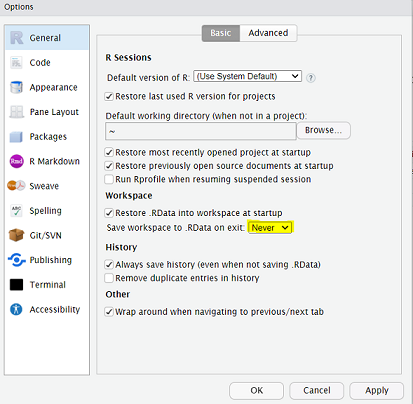 Options
General
Code
Appearance
Pane Layout
Packages
Rmd R Markdown
Sweave
ABC Spelling
Git/SVN
Publishing
Terminal
Accessibility
Basic Advanced
R Sessions
Default version of R: (Use System Default) ?
Restore last used R version for projects
Default working directory (when not in a project):
~ Browse...
Restore most recently opened project at startup
Restore previously open source documents at startup
Run Rprofile when resuming suspended session
Workspace
Restore .RData into workspace at startup
Save workspace to .RData on exit: Never
History
Always save history (even when not saving .RData)
Remove duplicate entries in history
Other
Wrap around when navigating to previous/next tab
OK Cancel Apply